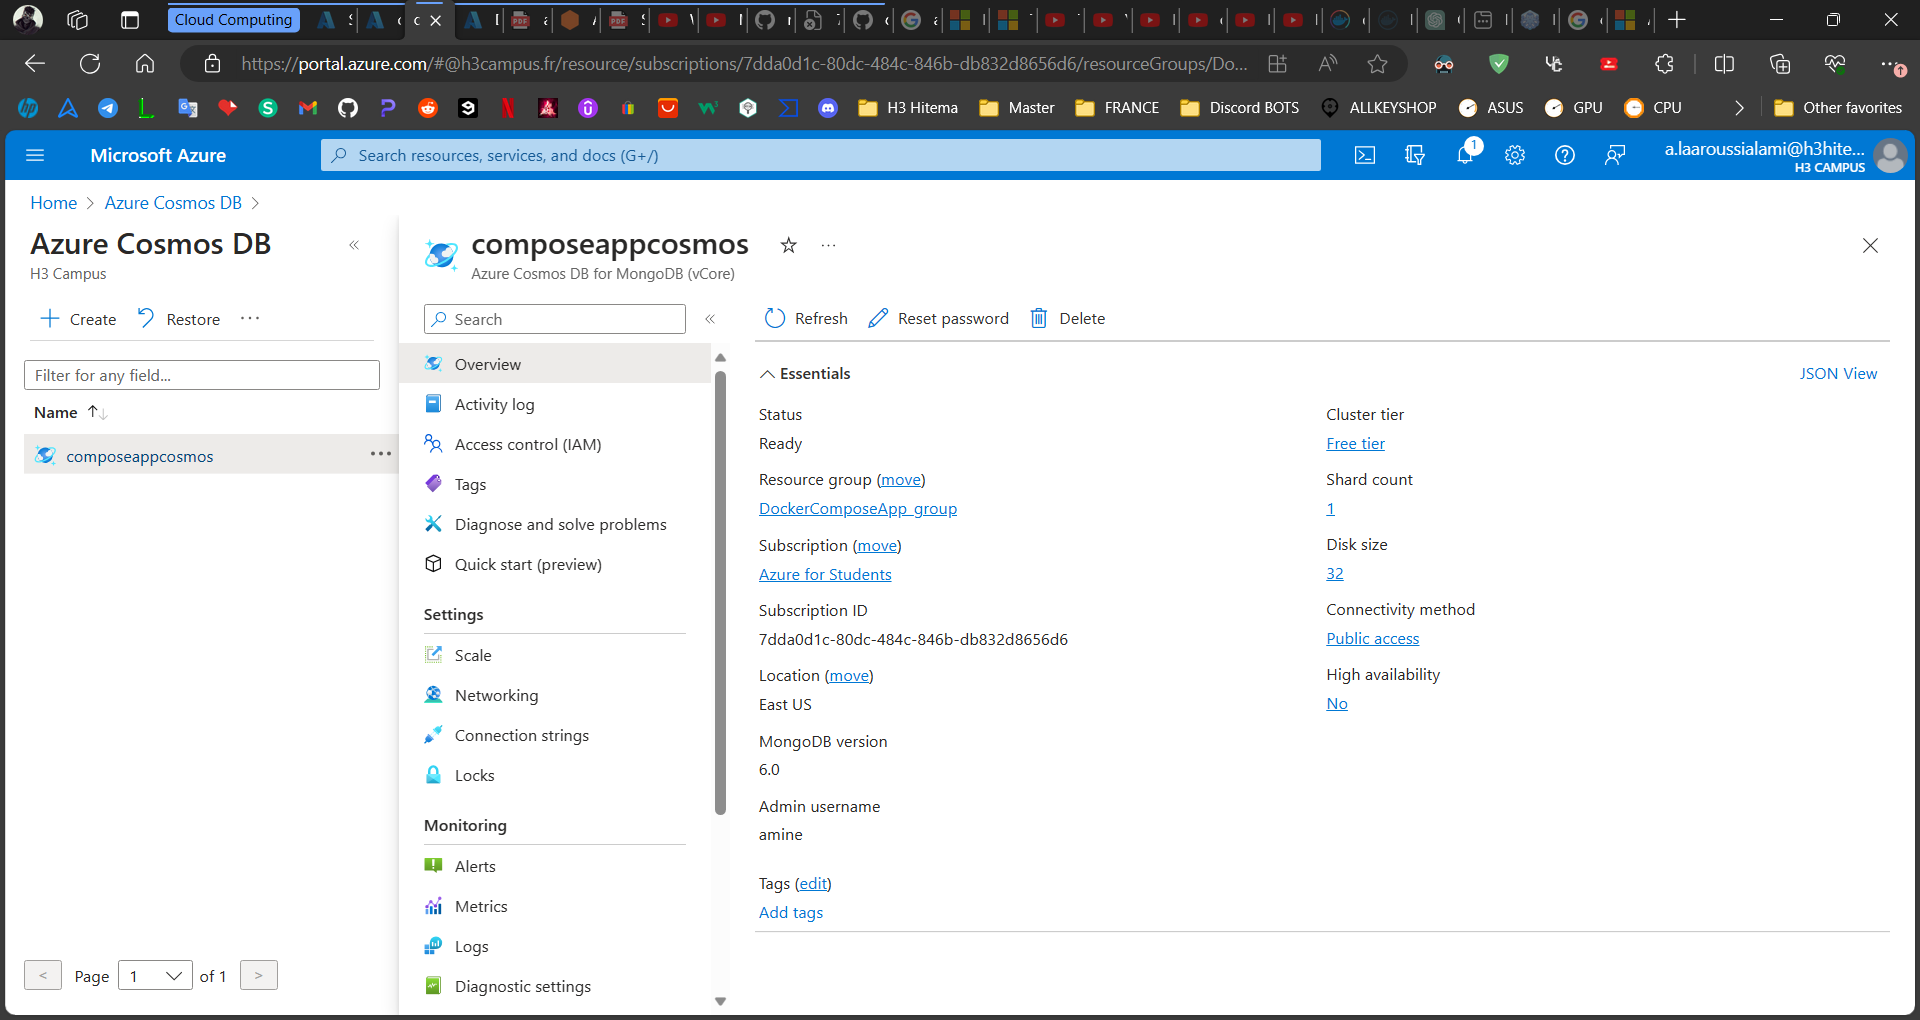 Cloud Computing
https://portal.azure.com/#@h3campus.fr/resource/subscriptions/7dda0d1c-80dc-484c-846b-db832d8656d6/resourceGroups/Do...
H3 Hitema
Master
FRANCE
Discord BOTS
ALLKEYSHOP
ASUS
GPU
CPU
Other favorites
Microsoft Azure
Search resources, services, and docs (G+/)
1
a.laaroussialami@h3hite...
H3 CAMPUS
Home > Azure Cosmos DB >
Azure Cosmos DB
H3 Campus
Create
Restore
Filter for any field...
Name
composeappcosmos
Page 1 of 1
composeappcosmos
Azure Cosmos DB for MongoDB (vCore)
Search
Overview
Activity log
Access control (IAM)
Tags
Diagnose and solve problems
Quick start (preview)
Settings
Scale
Networking
Connection strings
Locks
Monitoring
Alerts
Metrics
Logs
Diagnostic settings
Refresh
Reset password
Delete
Essentials
JSON View
Status
Ready
Resource group (move)
DockerComposeApp_group
Subscription (move)
Azure for Students
Subscription ID
7dda0d1c-80dc-484c-846b-db832d8656d6
Location (move)
East US
MongoDB version
6.0
Admin username
amine
Tags (edit)
Add tags
Cluster tier
Free tier
Shard count
1
Disk size
32
Connectivity method
Public access
High availability
No